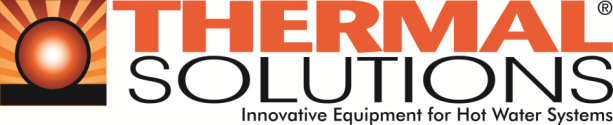 THERMAL®
SOLUTIONS
Innovative Equipment for Hot Water Systems